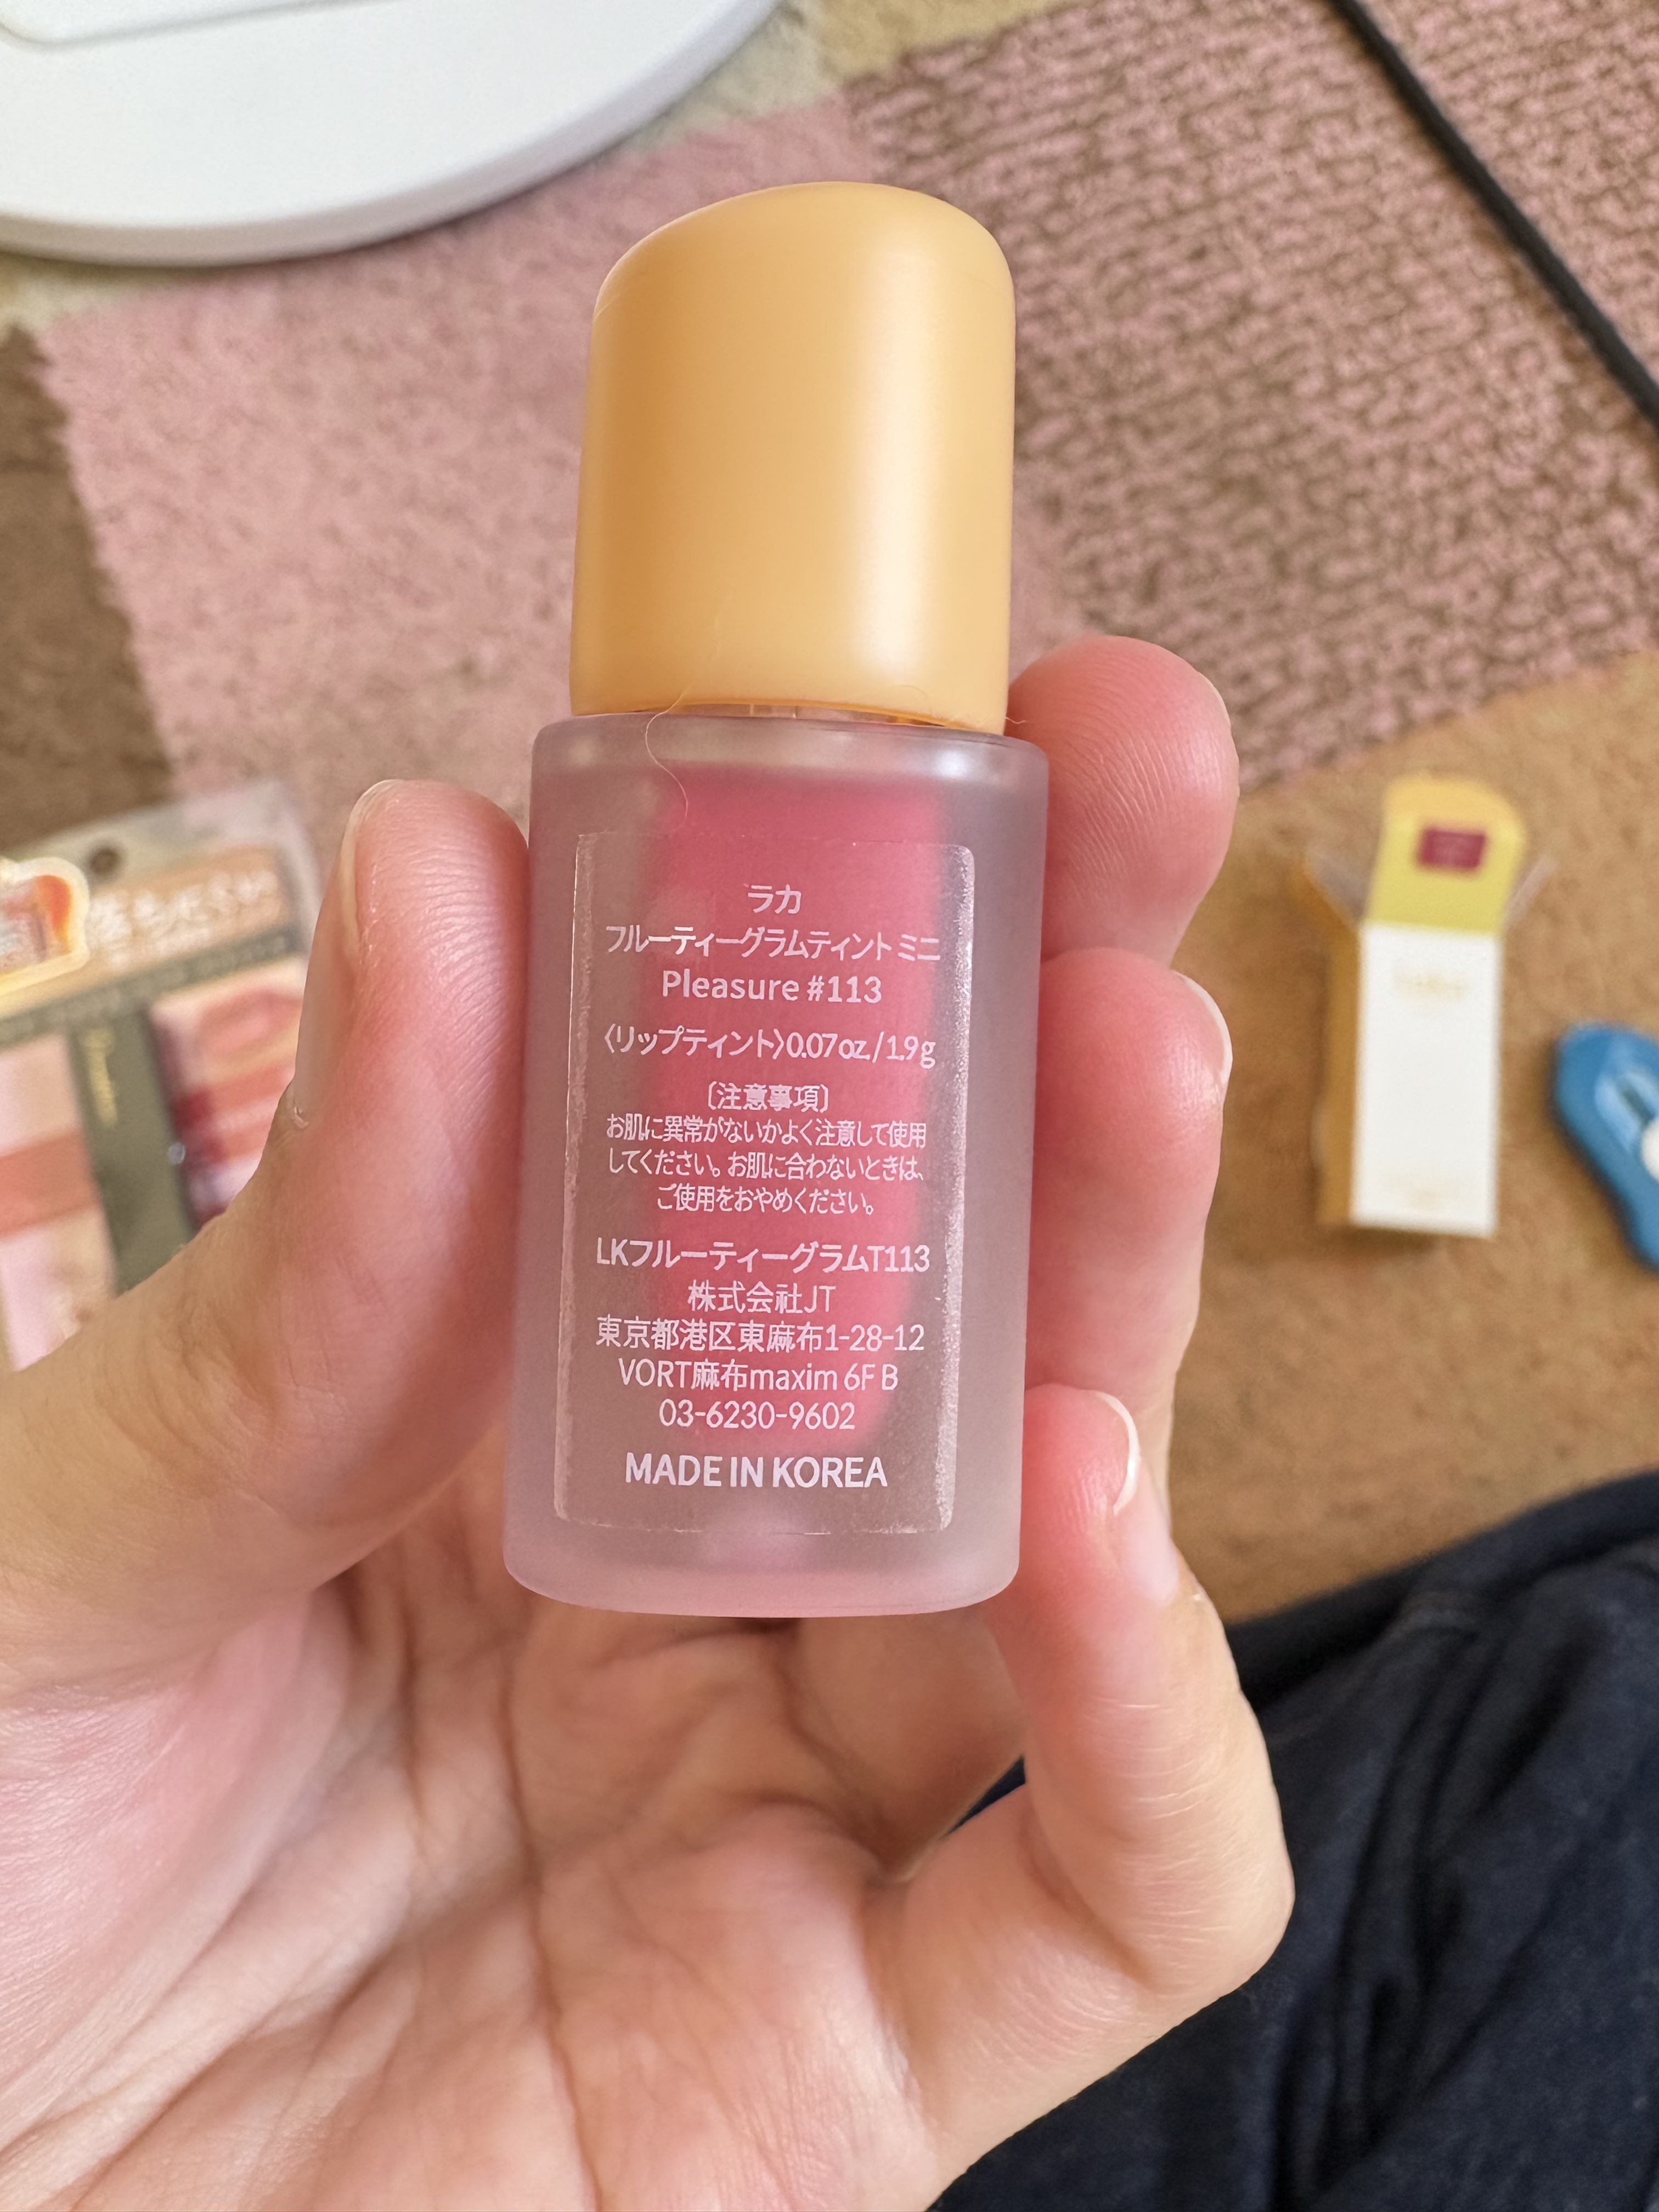 ラカ
フルーティーグラムティント ミニ
Pleasure #113
〈リップティント〉0.07oz./1.9g
〔注意事項〕
お肌に異常がないかよく注意して使用
してください。お肌に合わないときは、
ご使用をおやめください。
LKフルーティーグラムT113
株式会社JT
東京都港区東麻布1-28-12
VORT麻布maxim 6F B
03-6230-9602
MADE IN KOREA